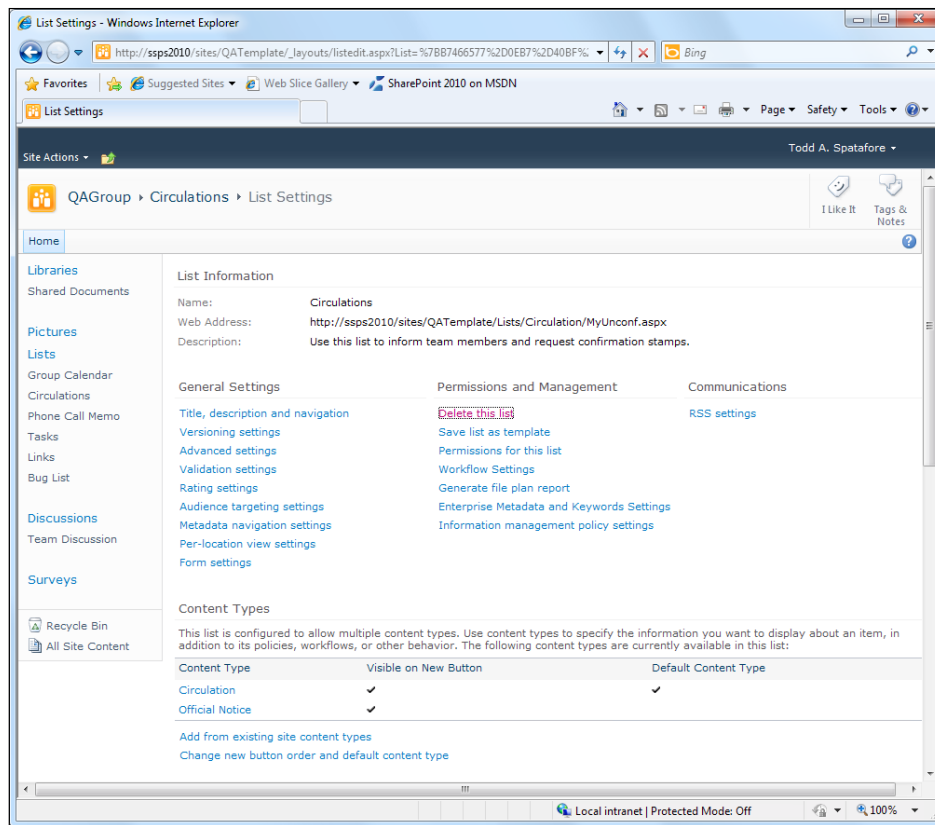 List Settings - Windows Internet Explorer
http://ssps2010/sites/QATemplate/_layouts/listedit.aspx?List=%7BB7466577%2D0EB7%2D40BF%2
Bing
Favorites
Suggested Sites
Web Slice Gallery
SharePoint 2010 on MSDN
List Settings
Page
Safety
Tools
Todd A. Spatafore
Site Actions
QAGroup
Circulations
List Settings
I Like It
Tags &
Notes
Home
Libraries
Shared Documents
Pictures
Lists
Group Calendar
Circulations
Phone Call Memo
Tasks
Links
Bug List
Discussions
Team Discussion
Surveys
Recycle Bin
All Site Content
List Information
Name: Circulations
Web Address: http://ssps2010/sites/QATemplate/Lists/Circulation/MyUnconf.aspx
Description: Use this list to inform team members and request confirmation stamps.
General Settings
Title, description and navigation
Versioning settings
Advanced settings
Validation settings
Rating settings
Audience targeting settings
Metadata navigation settings
Per-location view settings
Form settings
Permissions and Management
Delete this list
Save list as template
Permissions for this list
Workflow Settings
Generate file plan report
Enterprise Metadata and Keywords Settings
Information management policy settings
Communications
RSS settings
Content Types
This list is configured to allow multiple content types. Use content types to specify the information you want to display about an item, in
addition to its policies, workflows, or other behavior. The following content types are currently available in this list:
Content Type Visible on New Button Default Content Type
Circulation
Official Notice
Add from existing site content types
Change new button order and default content type
Local intranet | Protected Mode: Off
100%